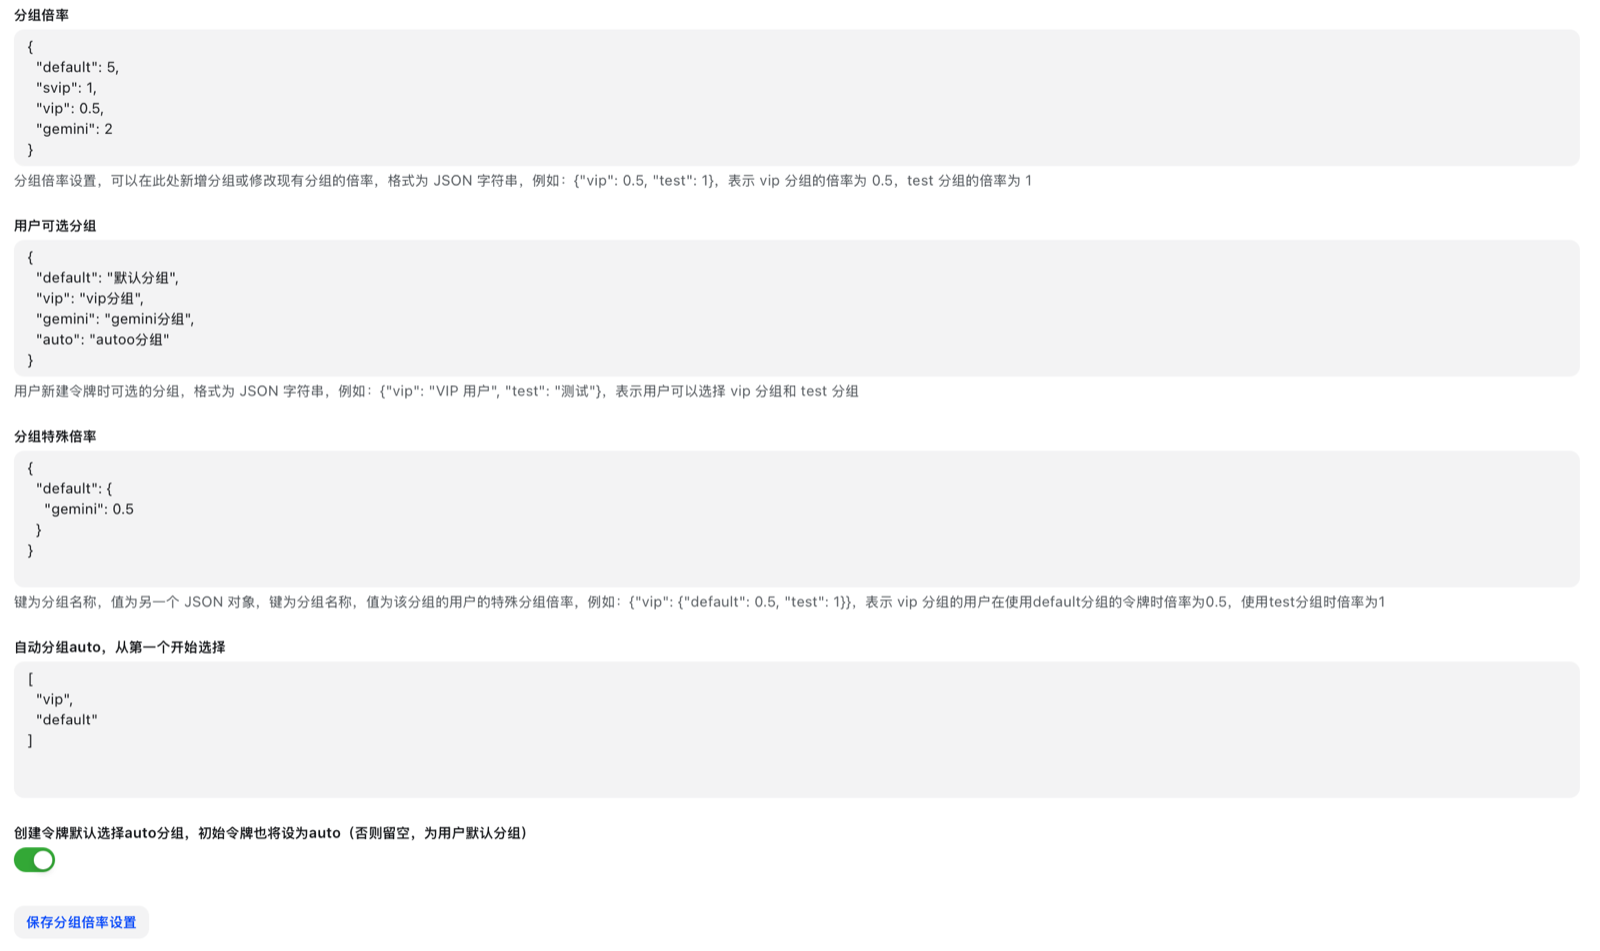 分组倍率
{
  "default": 5,
  "svip": 1,
  "vip": 0.5,
  "gemini": 2
}
分组倍率设置，可以在此处新增分组或修改现有分组的倍率，格式为 JSON 字符串，例如：{"vip": 0.5, "test": 1}，表示 vip 分组的倍率为 0.5，test 分组的倍率为 1
用户可选分组
{
  "default": "默认分组",
  "vip": "vip分组",
  "gemini": "gemini分组",
  "auto": "autoo分组"
}
用户新建令牌时可选的分组，格式为 JSON 字符串，例如：{"vip": "VIP 用户", "test": "测试"}，表示用户可以选择 vip 分组和 test 分组
分组特殊倍率
{
  "default": {
    "gemini": 0.5
  }
}
键为分组名称，值为另一个 JSON 对象，键为分组名称，值为该分组的用户的特殊分组倍率，例如：{"vip": {"default": 0.5, "test": 1}}，表示 vip 分组的用户在使用default分组的令牌时倍率为0.5，使用test分组时倍率为1
自动分组auto，从第一个开始选择
[
  "vip",
  "default"
]
创建令牌默认选择auto分组，初始令牌也将设为auto（否则留空，为用户默认分组）
保存分组倍率设置